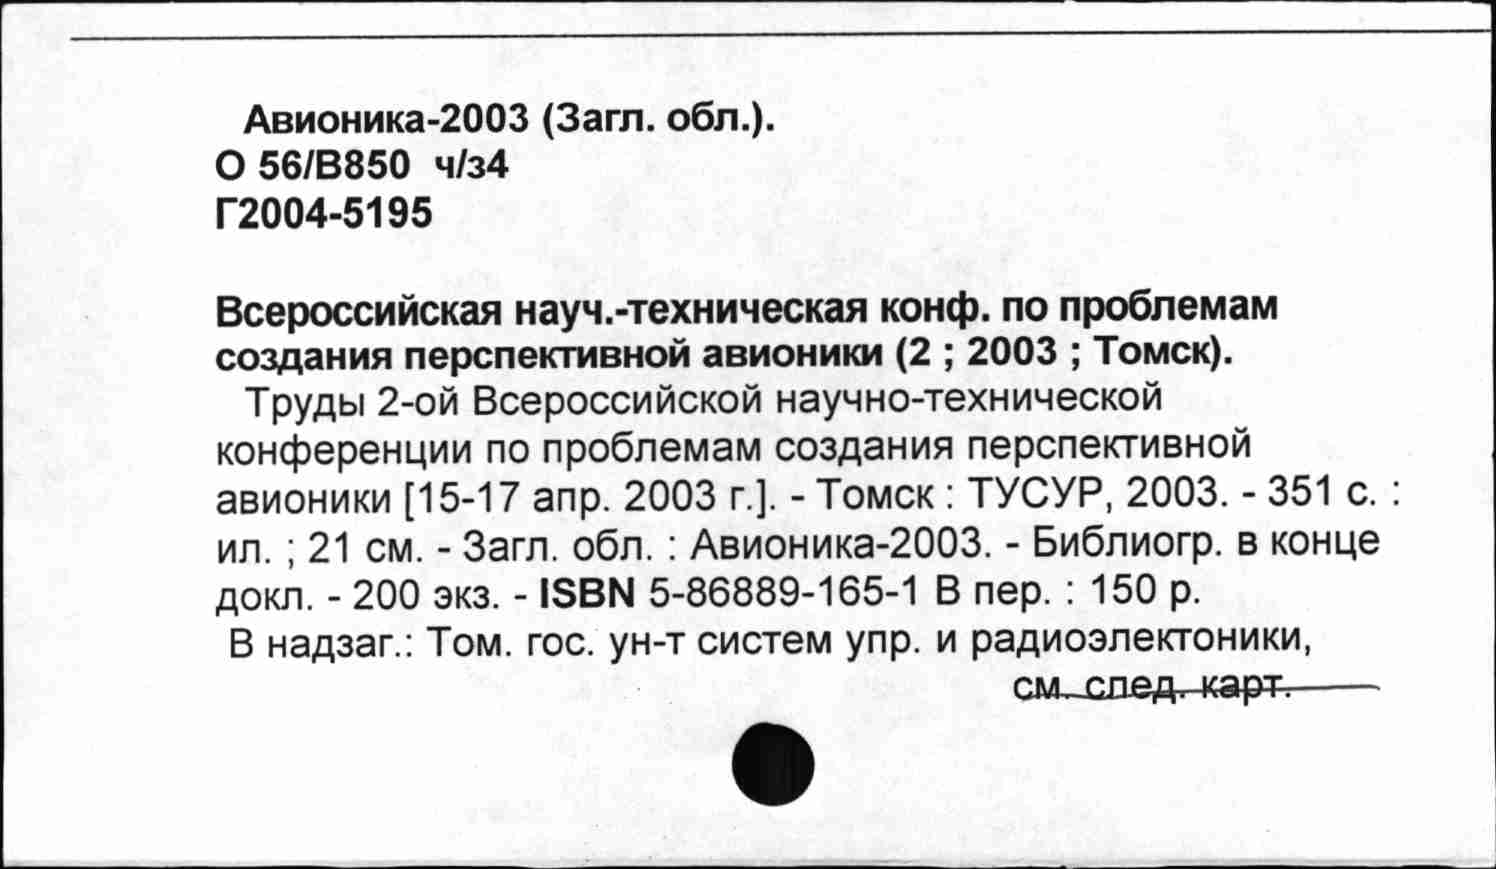 Авионика-2003 (Загл. обл.).
О 56/В850 ч/з4
Г2004-5195
Всероссийская науч.-техническая конф. по проблемам
создания перспективной авионики (2 ; 2003 ; Томск).
Труды 2-ой Всероссийской научно-технической
конференции по проблемам создания перспективной
авионики [15-17 апр. 2003 г.]. - Томск : ТУСУР, 2003. - 351 с. :
ил. ; 21 см. - Загл. обл. : Авионика-2003. - Библиогр. в конце
докл. - 200 экз. - ISBN 5-86889-165-1 В пер. : 150 р.
В надзаг.: Том. гос. ун-т систем упр. и радиоэлектоники,
см. след. карт.